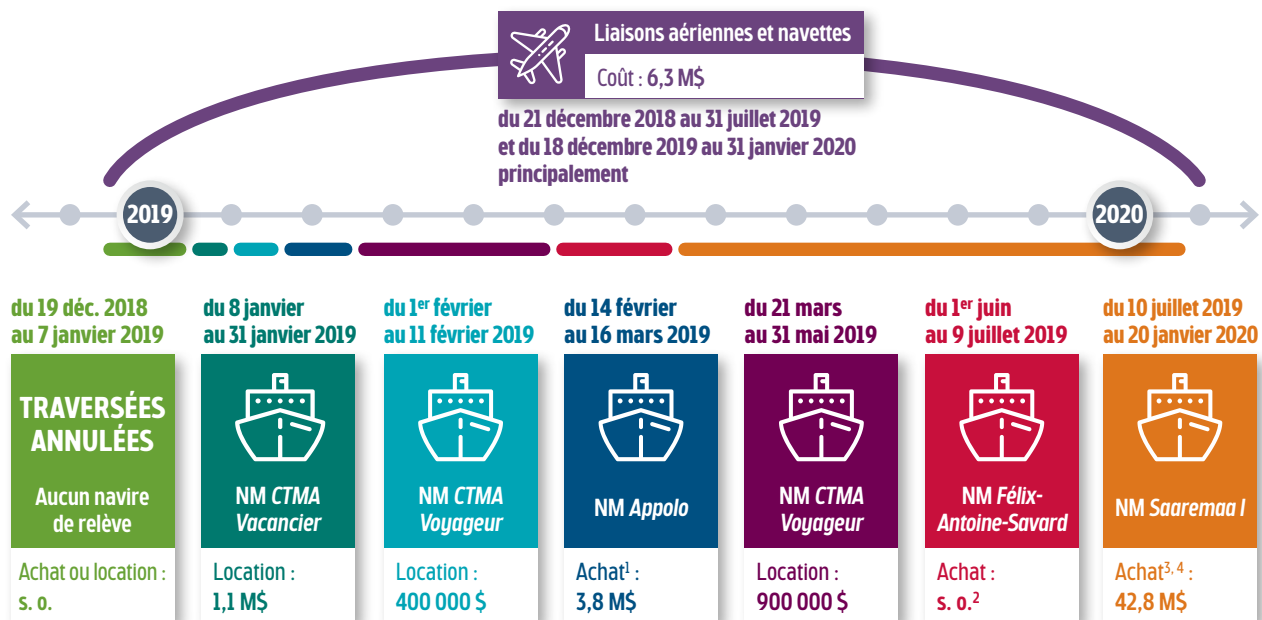 Liaisons aériennes et navettes
Coût : 6,3 M$
du 21 décembre 2018 au 31 juillet 2019
et du 18 décembre 2019 au 31 janvier 2020
principalement
2019
2020
du 19 déc. 2018
au 7 janvier 2019
TRAVERSÉES
ANNULÉES
Aucun navire
de relève
Achat ou location :
s. o.
du 8 janvier
au 31 janvier 2019
NM CTMA
Vacancier
Location :
1,1 M$
du 1er février
au 11 février 2019
NM CTMA
Voyageur
Location :
400 000 $
du 14 février
au 16 mars 2019
NM Appolo
Achat1 :
3,8 M$
du 21 mars
au 31 mai 2019
NM CTMA
Voyageur
Location :
900 000 $
du 1er juin
au 9 juillet 2019
NM Félix-
Antoine-Savard
Achat :
s. o.2
du 10 juillet 2019
au 20 janvier 2020
NM Saaremaa I
Achat3, 4 :
42,8 M$